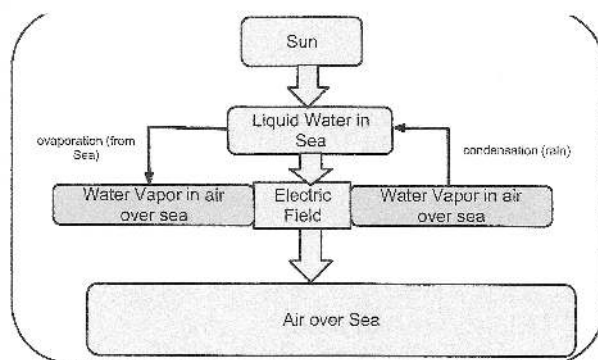 Sun
Liquid Water in
Sea
evaporation (from
Sea)
condensation (rain)
Water Vapor in air
over sea
Electric
Field
Water Vapor in air
over sea
Air over Sea